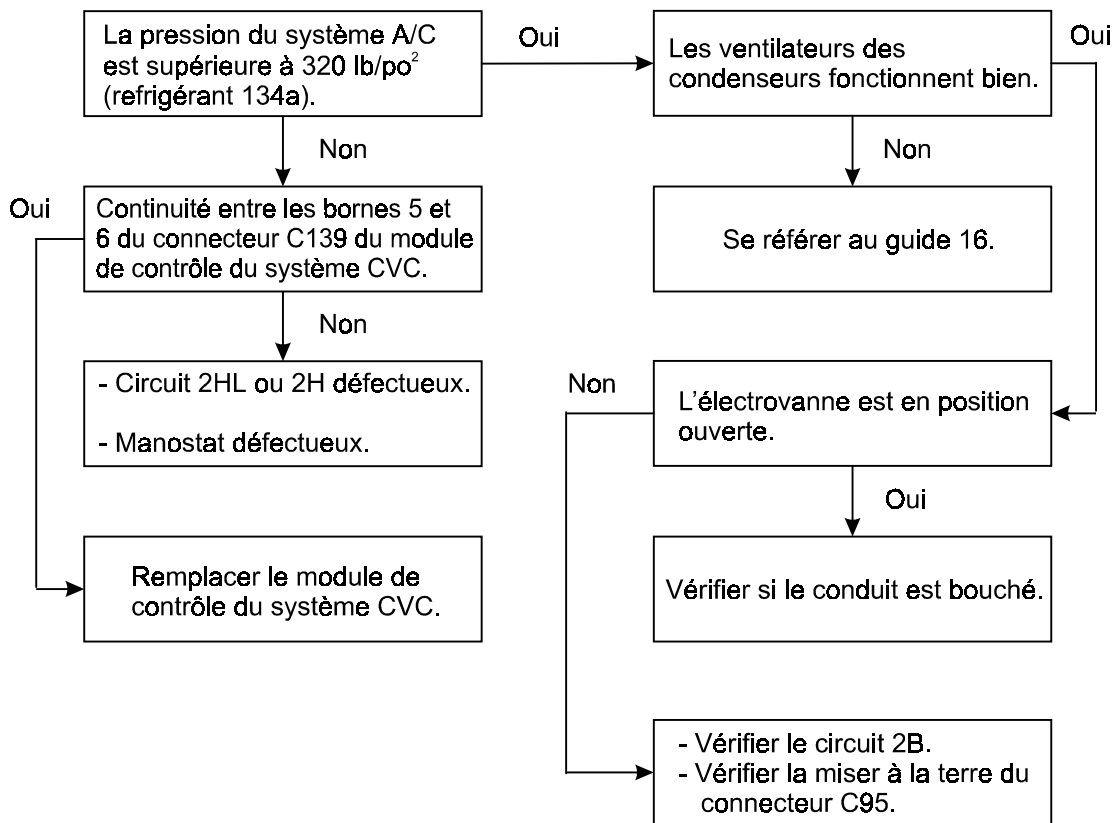 La pression du système A/C
est supérieure à 320 lb/po²
(refrigérant 134a).
Oui
Les ventilateurs des
condenseurs fonctionnent bien.
Oui
Non
Non
Oui
Continuité entre les bornes 5 et
6 du connecteur C139 du module
de contrôle du système CVC.
Se référer au guide 16.
Non
- Circuit 2HL ou 2H défectueux.
- Manostat défectueux.
Non
L'électrovanne est en position
ouverte.
Oui
Remplacer le module de
contrôle du système CVC.
Vérifier si le conduit est bouché.
- Vérifier le circuit 2B.
- Vérifier la miser à la terre du
connecteur C95.